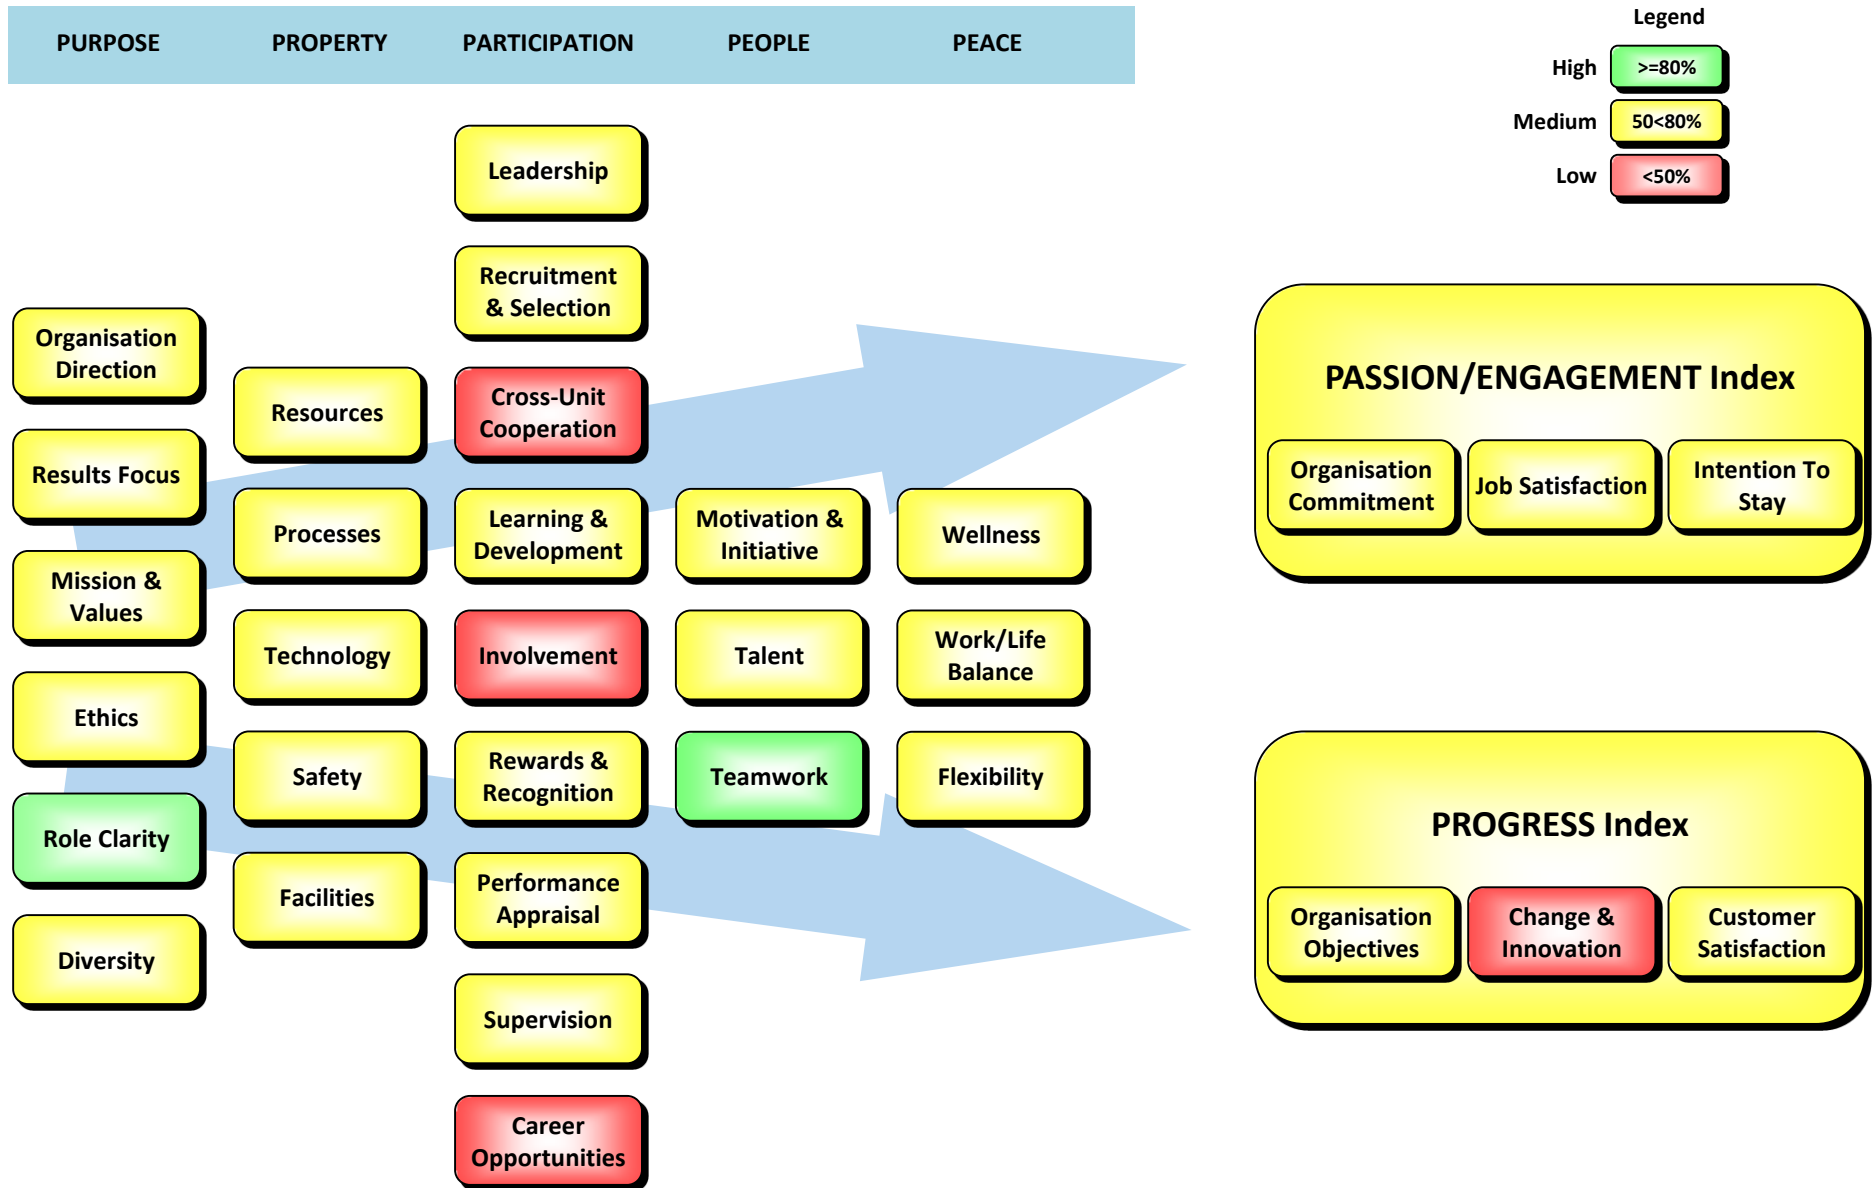 PURPOSE
PROPERTY
PARTICIPATION
PEOPLE
PEACE
Legend
High
>=80%
Medium
50<80%
Low
<50%
Organisation
Direction
Results Focus
Mission &
Values
Ethics
Role Clarity
Diversity
Resources
Processes
Technology
Safety
Facilities
Leadership
Recruitment
& Selection
Cross-Unit
Cooperation
Learning &
Development
Involvement
Rewards &
Recognition
Performance
Appraisal
Supervision
Career
Opportunities
Motivation &
Initiative
Talent
Teamwork
Wellness
Work/Life
Balance
Flexibility
PASSION/ENGAGEMENT Index
Organisation
Commitment
Job Satisfaction
Intention To
Stay
PROGRESS Index
Organisation
Objectives
Change &
Innovation
Customer
Satisfaction